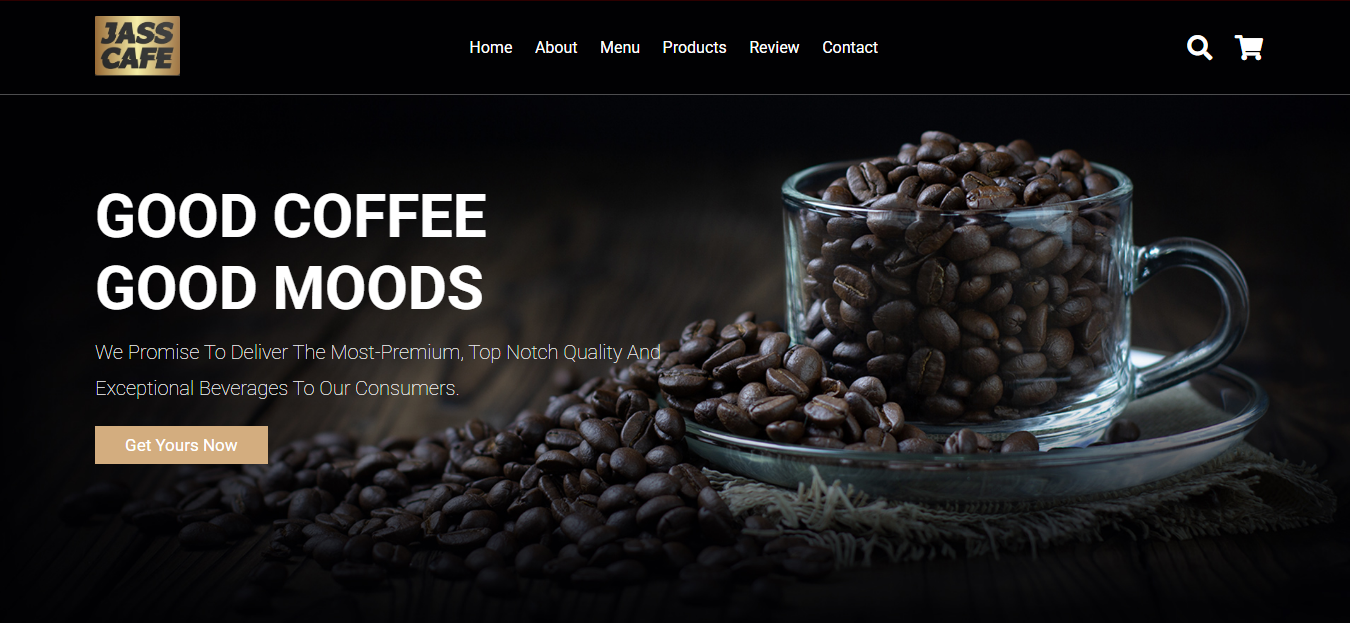 JASS
CAFE
Home About Menu Products Review Contact
GOOD COFFEE
GOOD MOODS
We Promise To Deliver The Most-Premium, Top Notch Quality And
Exceptional Beverages To Our Consumers.
Get Yours Now